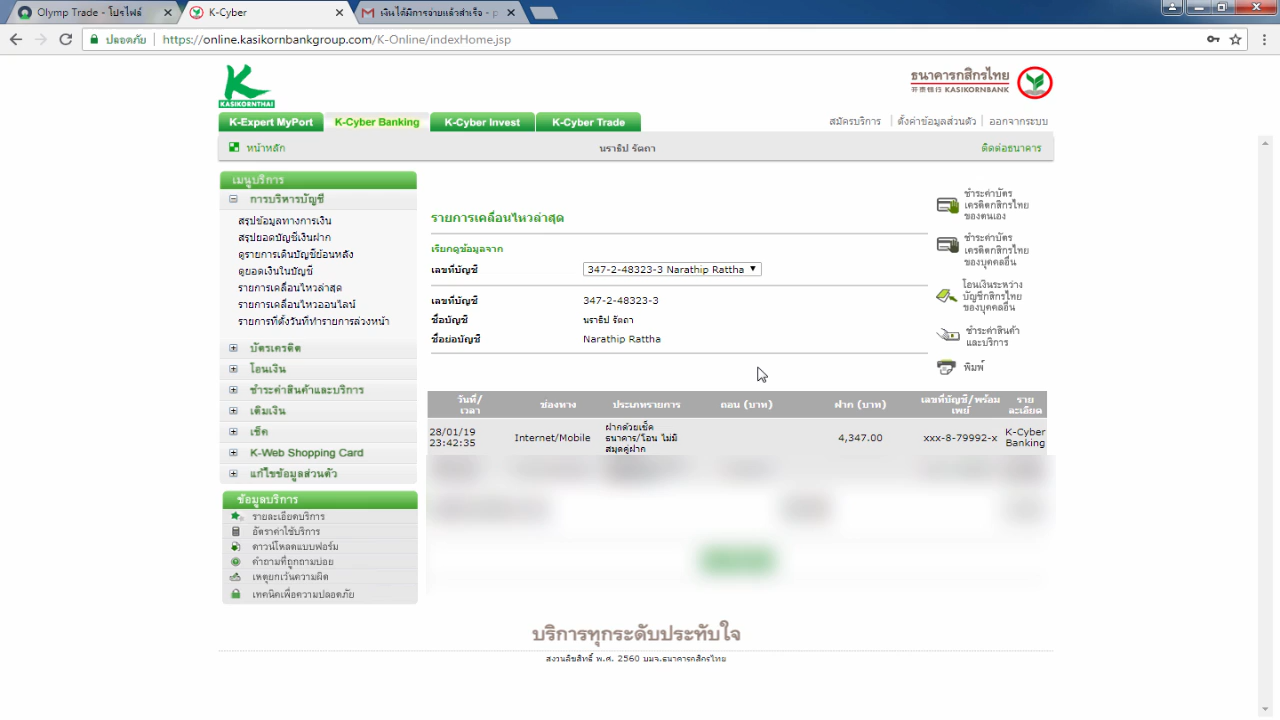 Olymp Trade - โปรไฟล์
K-Cyber
เงินได้มีการจ่ายแล้วสำเร็จ - p
ปลอดภัย | https://online.kasikornbankgroup.com/K-Online/indexHome.jsp
KASIKORNTHAI
ธนาคารกสิกรไทย
开泰银行 KASIKORNBANK
K-Expert MyPort
K-Cyber Banking
K-Cyber Invest
K-Cyber Trade
สมัครบริการ | ตั้งค่าข้อมูลส่วนตัว | ออกจากระบบ
หน้าหลัก
นราธิป รัตถา
ติดต่อธนาคาร
เมนูบริการ
การบริหารบัญชี
สรุปข้อมูลทางการเงิน
สรุปยอดบัญชีเงินฝาก
ดูรายการเดินบัญชีย้อนหลัง
ดูยอดเงินในบัญชี
รายการเคลื่อนไหวล่าสุด
รายการเคลื่อนไหวออนไลน์
รายการที่ตั้งวันที่ทำรายการล่วงหน้า
บัตรเครดิต
โอนเงิน
ชำระค่าสินค้าและบริการ
เติมเงิน
เช็ค
K-Web Shopping Card
แก้ไขข้อมูลส่วนตัว
ข้อมูลบริการ
รายละเอียดบริการ
อัตราค่าใช้บริการ
ดาวน์โหลดแบบฟอร์ม
คำถามที่ถูกถามบ่อย
เหตุยกเว้นความผิด
เทคนิคเพื่อความปลอดภัย
รายการเคลื่อนไหวล่าสุด
เรียกดูข้อมูลจาก
เลขที่บัญชี
347-2-48323-3 Narathip Rattha
เลขที่บัญชี 347-2-48323-3
ชื่อบัญชี นราธิป รัตถา
ชื่อย่อบัญชี Narathip Rattha
ชำระค่าบัตร
เครดิตกสิกรไทย
ของตนเอง
ชำระค่าบัตร
เครดิตกสิกรไทย
ของบุคคลอื่น
โอนเงินระหว่าง
บัญชีกสิกรไทย
ของบุคคลอื่น
ชำระค่าสินค้า
และบริการ
พิมพ์
วันที่/
เวลา
ช่องทาง
ประเภทรายการ
ถอน (บาท)
ฝาก (บาท)
เลขที่บัญชี/พร้อม
เพย์
ราย
ละเอียด
28/01/19
23:42:35
Internet/Mobile
ฝากด้วยเช็ค
ธนาคาร/โอน ไม่มี
สมุดคู่ฝาก
4,347.00
xxx-8-79992-x
K-Cyber
Banking
บริการทุกระดับประทับใจ
สงวนลิขสิทธิ์ พ.ศ. 2560 บมจ.ธนาคารกสิกรไทย